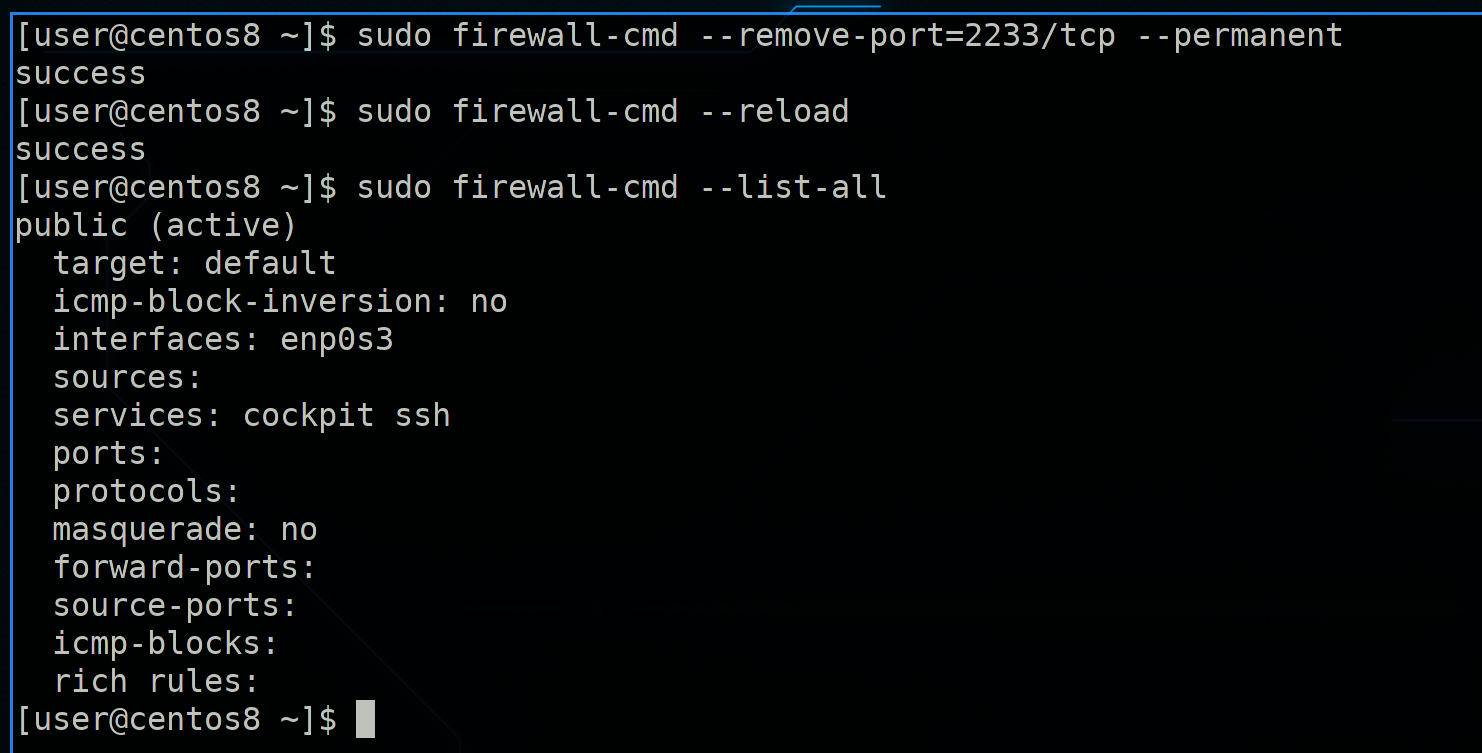 [user@centos8 ~]$ sudo firewall-cmd --remove-port=2233/tcp --permanent
success
[user@centos8 ~]$ sudo firewall-cmd --reload
success
[user@centos8 ~]$ sudo firewall-cmd --list-all
public (active)
  target: default
  icmp-block-inversion: no
  interfaces: enp0s3
  sources:
  services: cockpit ssh
  ports:
  protocols:
  masquerade: no
  forward-ports:
  source-ports:
  icmp-blocks:
  rich rules:
[user@centos8 ~]$